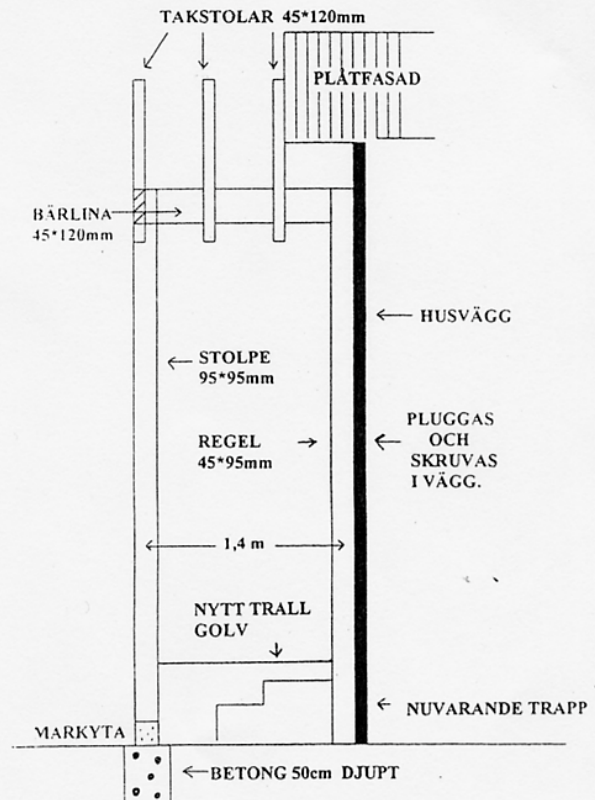 TAKSTOLAR 45*120mm
PLÅTFASAD
BÄRLINA
45*120mm
HUSVÄGG
STOLPE
95*95mm
PLUGGAS
OCH
SKRUVAS
I VÄGG.
REGEL
45*95mm
1,4 m
NYTT TRALL
GOLV
NUVARANDE TRAPP
MARKYTA
BETONG 50cm DJUPT